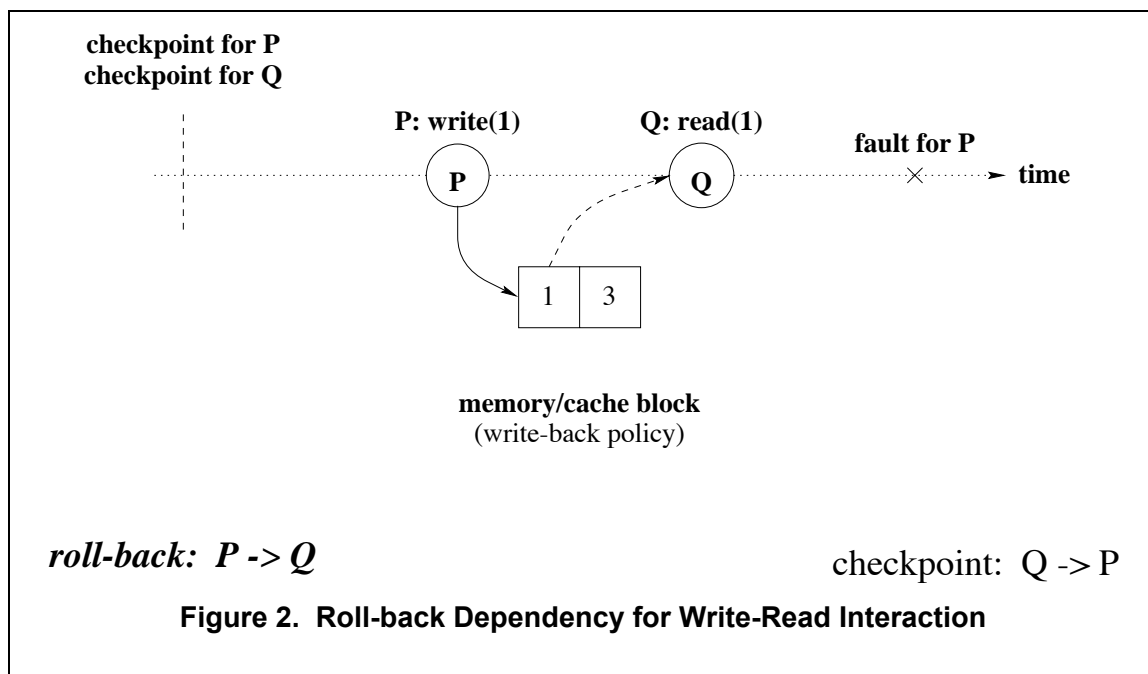 checkpoint for P
checkpoint for Q
P: write(1)
Q: read(1)
fault for P
P
Q
time
1
3
memory/cache block
(write-back policy)
roll-back: P -> Q
checkpoint: Q -> P
Figure 2. Roll-back Dependency for Write-Read Interaction